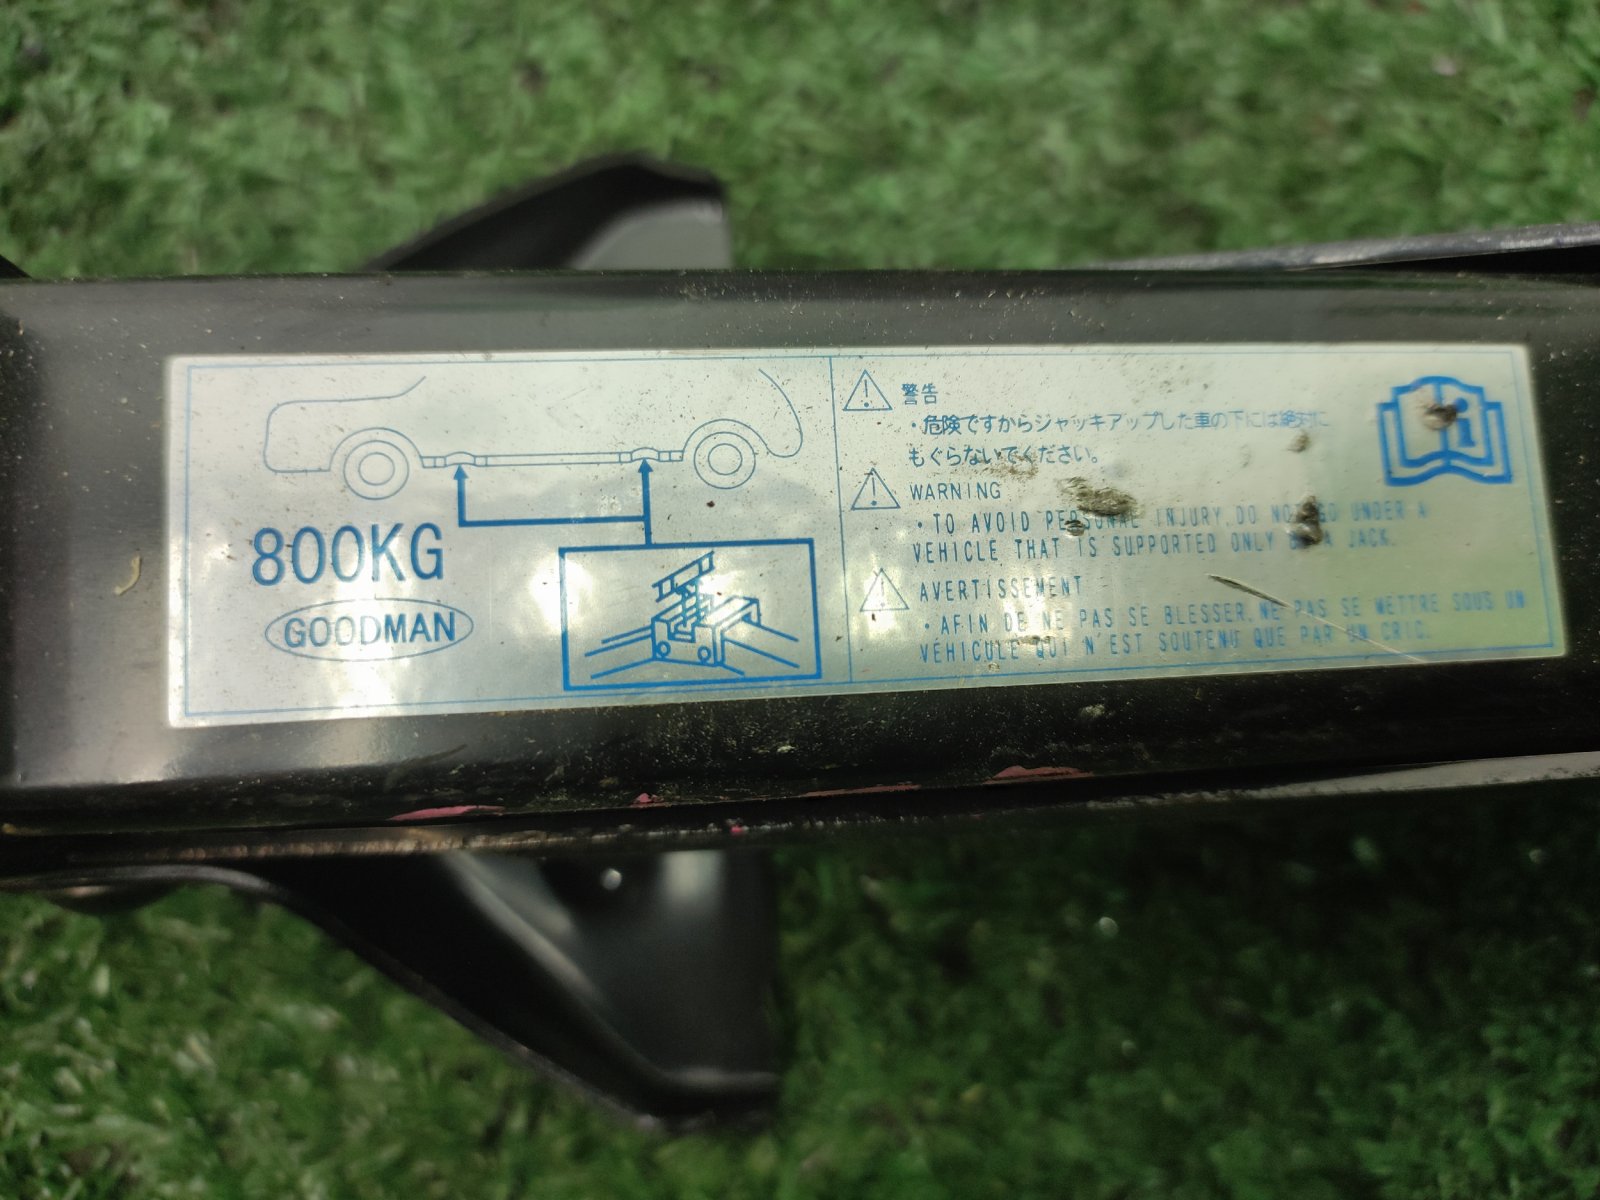 800KG
GOODMAN
警告
・危険ですからジャッキアップした車の下には絶対に
もぐらないでください。
WARNING
・TO AVOID PERSONAL INJURY, DO NOT GO UNDER A
VEHICLE THAT IS SUPPORTED ONLY BY A JACK.
AVERTISSEMENT
・AFIN DE NE PAS SE BLESSER, NE PAS SE METTRE SOUS UN
VÉHICULE QUI N'EST SOUTENU QUE PAR UN CRIC.